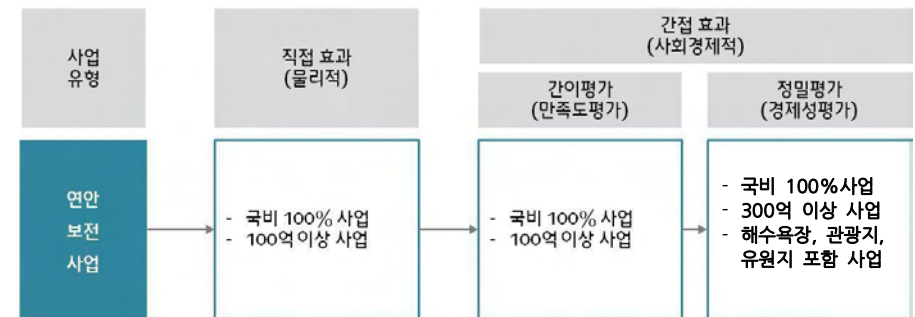 사업
유형
직접 효과
(물리적)
간접 효과
(사회경제적)
간이평가
(만족도평가)
정밀평가
(경제성평가)
연안
보전
사업
- 국비 100% 사업
- 100억 이상 사업
- 국비 100% 사업
- 100억 이상 사업
- 국비 100%사업
- 300억 이상 사업
- 해수욕장, 관광지,
유원지 포함 사업